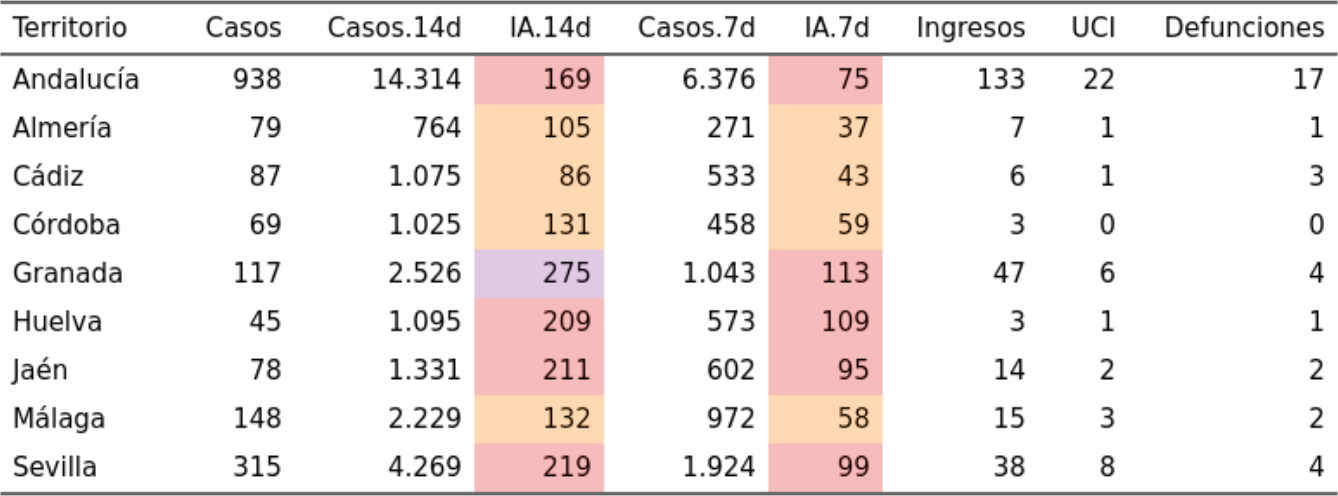 Territorio Casos Casos.14d IA.14d Casos.7d IA.7d Ingresos UCI Defunciones
Andalucía 938 14.314 169 6.376 75 133 22 17
Almería 79 764 105 271 37 7 1 1
Cádiz 87 1.075 86 533 43 6 1 3
Córdoba 69 1.025 131 458 59 3 0 0
Granada 117 2.526 275 1.043 113 47 6 4
Huelva 45 1.095 209 573 109 3 1 1
Jaén 78 1.331 211 602 95 14 2 2
Málaga 148 2.229 132 972 58 15 3 2
Sevilla 315 4.269 219 1.924 99 38 8 4